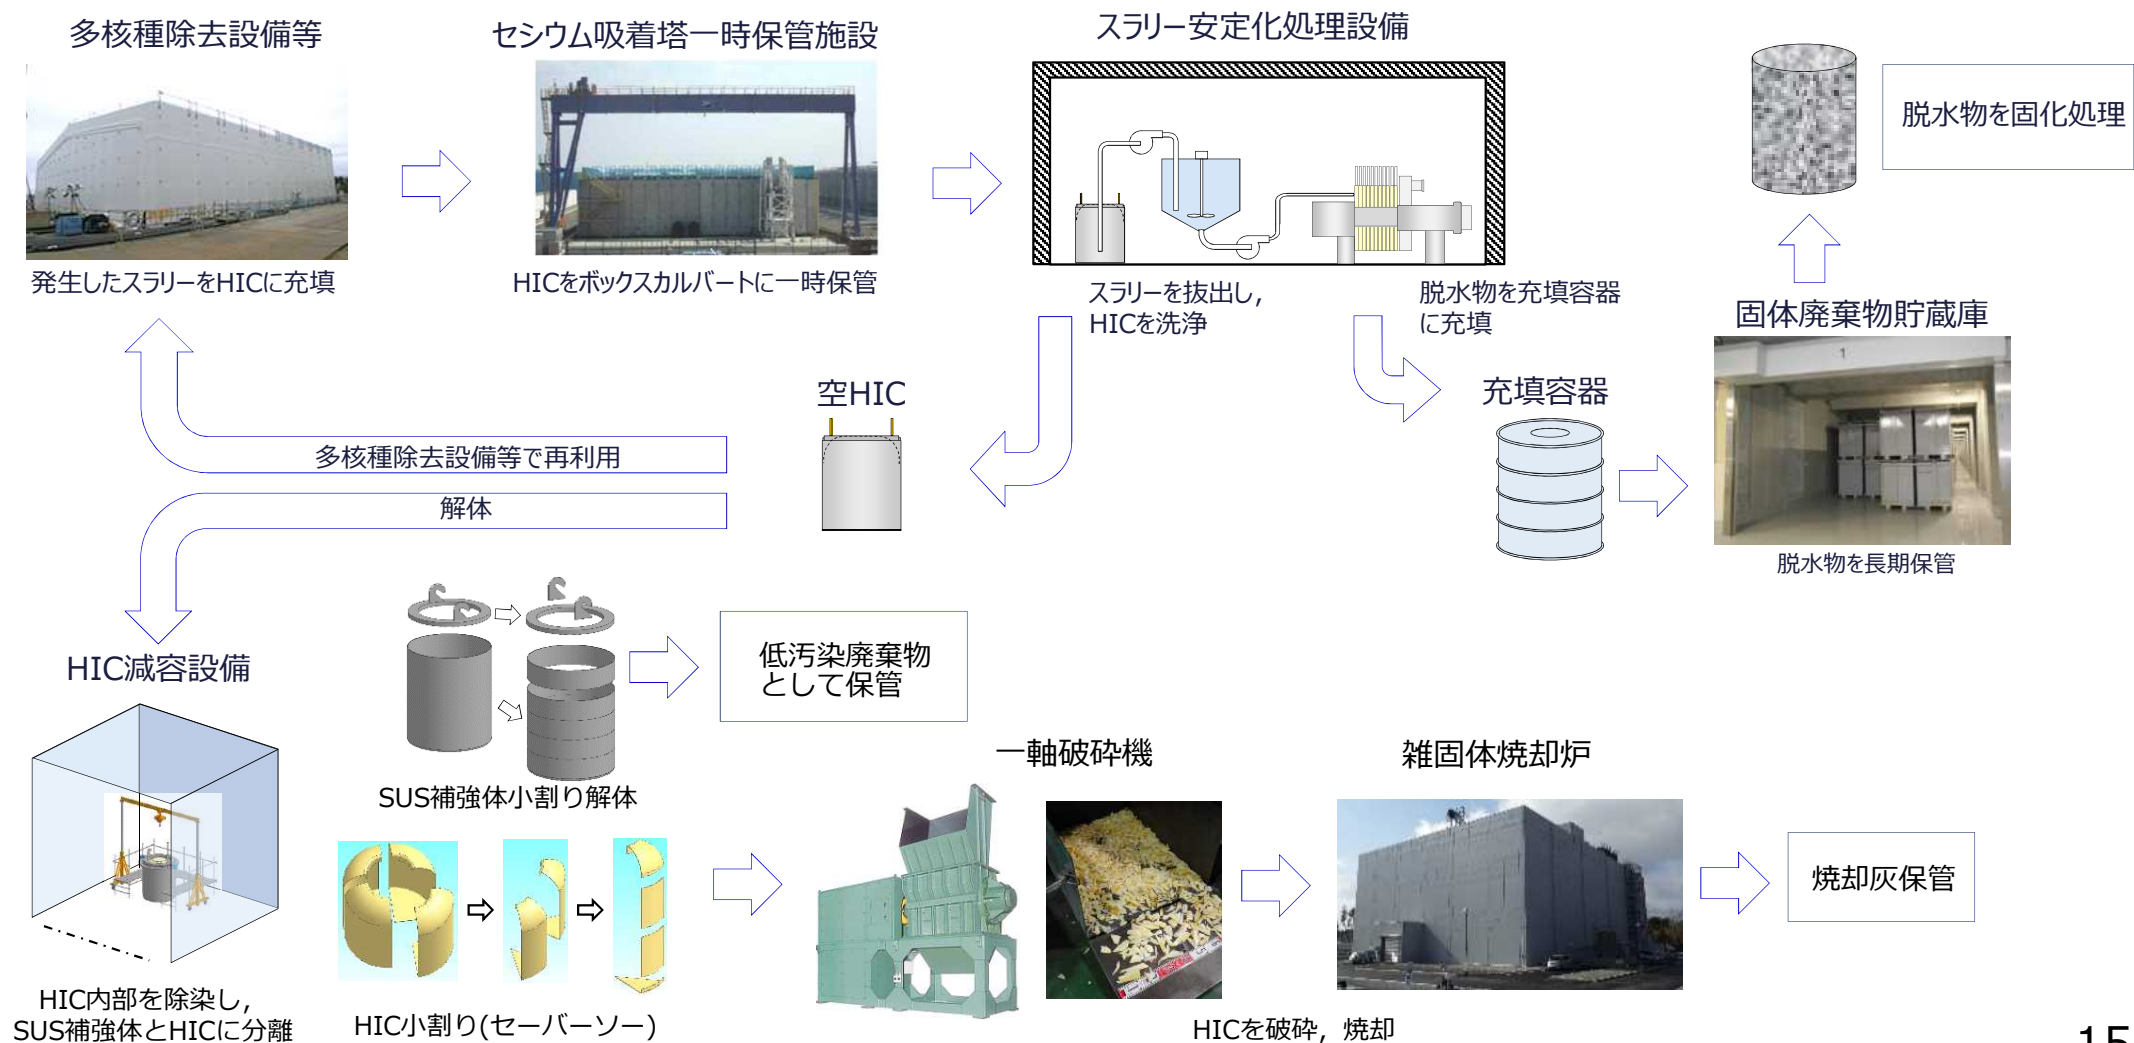 多核種除去設備等
セシウム吸着塔一時保管施設
スラリー安定化処理設備
脱水物を固化処理
発生したスラリーをHICに充填
HICをボックスカルバートに一時保管
スラリーを抜出し,
HICを洗浄
脱水物を充填容器
に充填
固体廃棄物貯蔵庫
1
空HIC
充填容器
多核種除去設備等で再利用
解体
脱水物を長期保管
HIC減容設備
低汚染廃棄物
として保管
SUS補強体小割り解体
一軸破砕機
雑固体焼却炉
焼却灰保管
HIC内部を除染し,
SUS補強体とHICに分離
HIC小割り(セーバーソー)
HICを破砕, 焼却
15